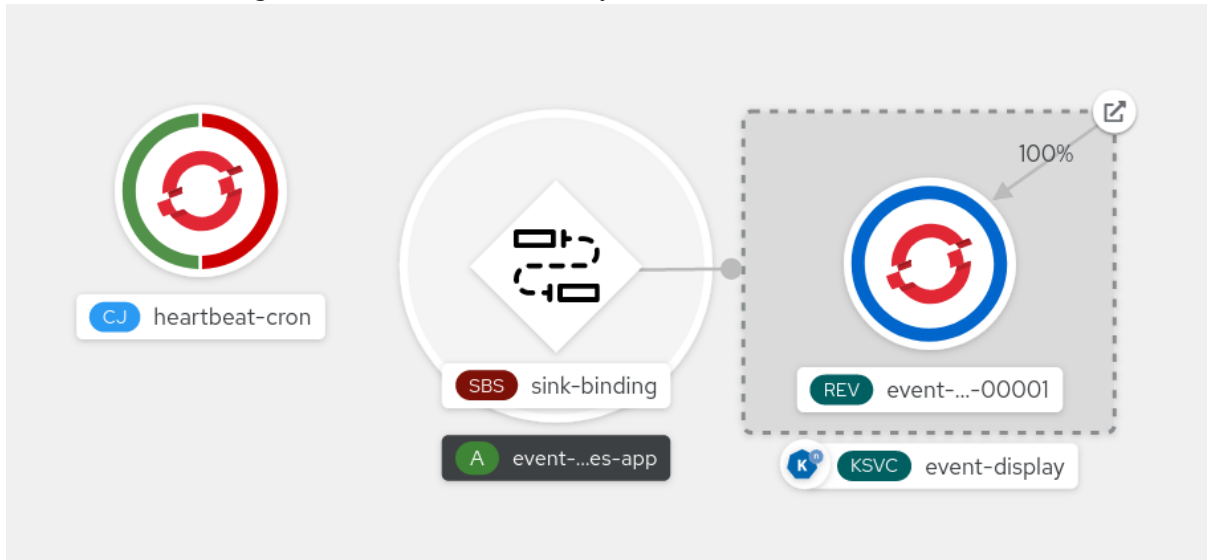 100%
CJ heartbeat-cron
SBS sink-binding
REV event-...-00001
A event-...es-app
K n KSVC event-display